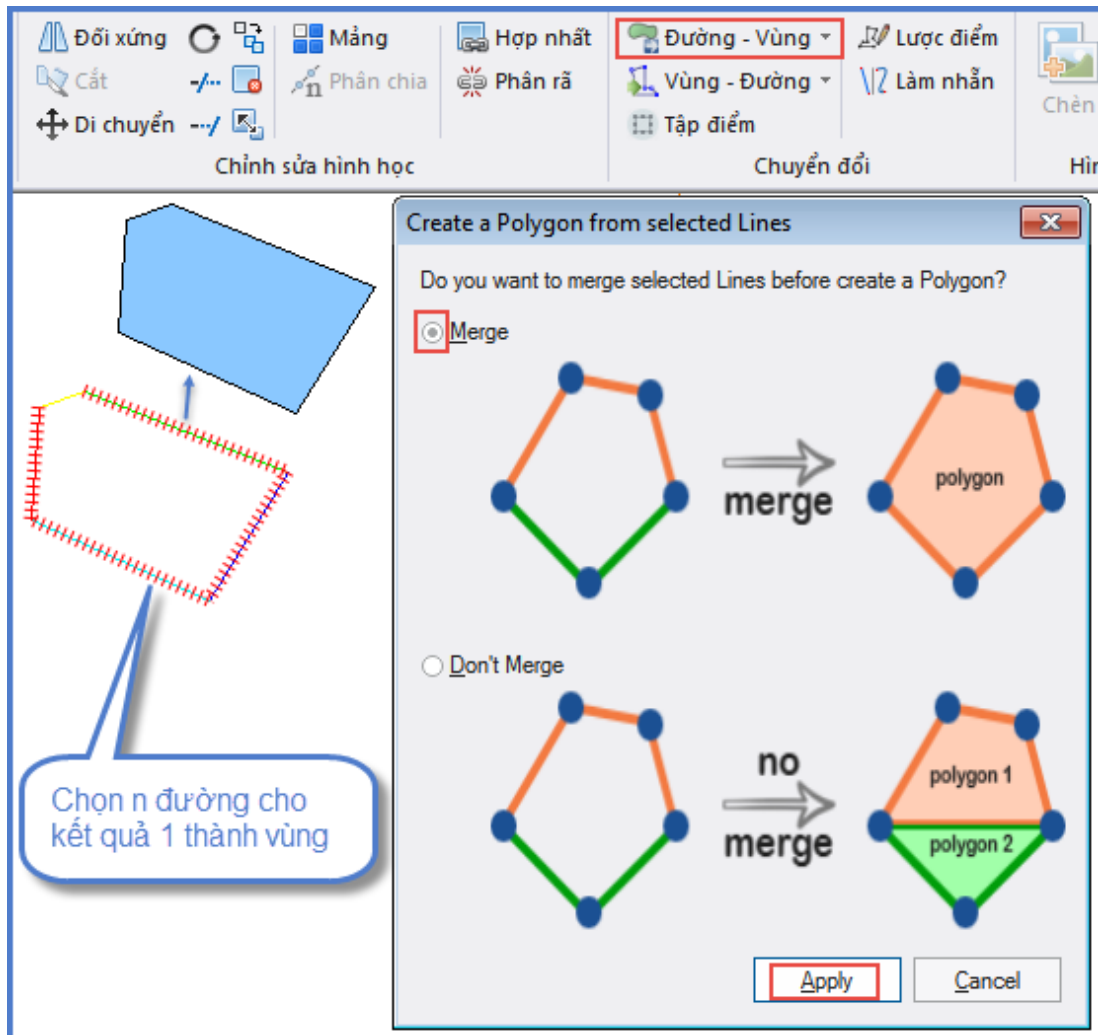 Đối xứng
Mảng
Hợp nhất
Đường - Vùng
Lược điểm
Cắt
Phân chia
Phân rã
Vùng - Đường
Làm nhẵn
Chèn
Di chuyển
Tập điểm
Chỉnh sửa hình học
Chuyển đổi
Hìn
Create a Polygon from selected Lines
Do you want to merge selected Lines before create a Polygon?
Merge
merge
polygon
Don't Merge
no
merge
polygon 1
polygon 2
Chọn n đường cho
kết quả 1 thành vùng
Apply
Cancel